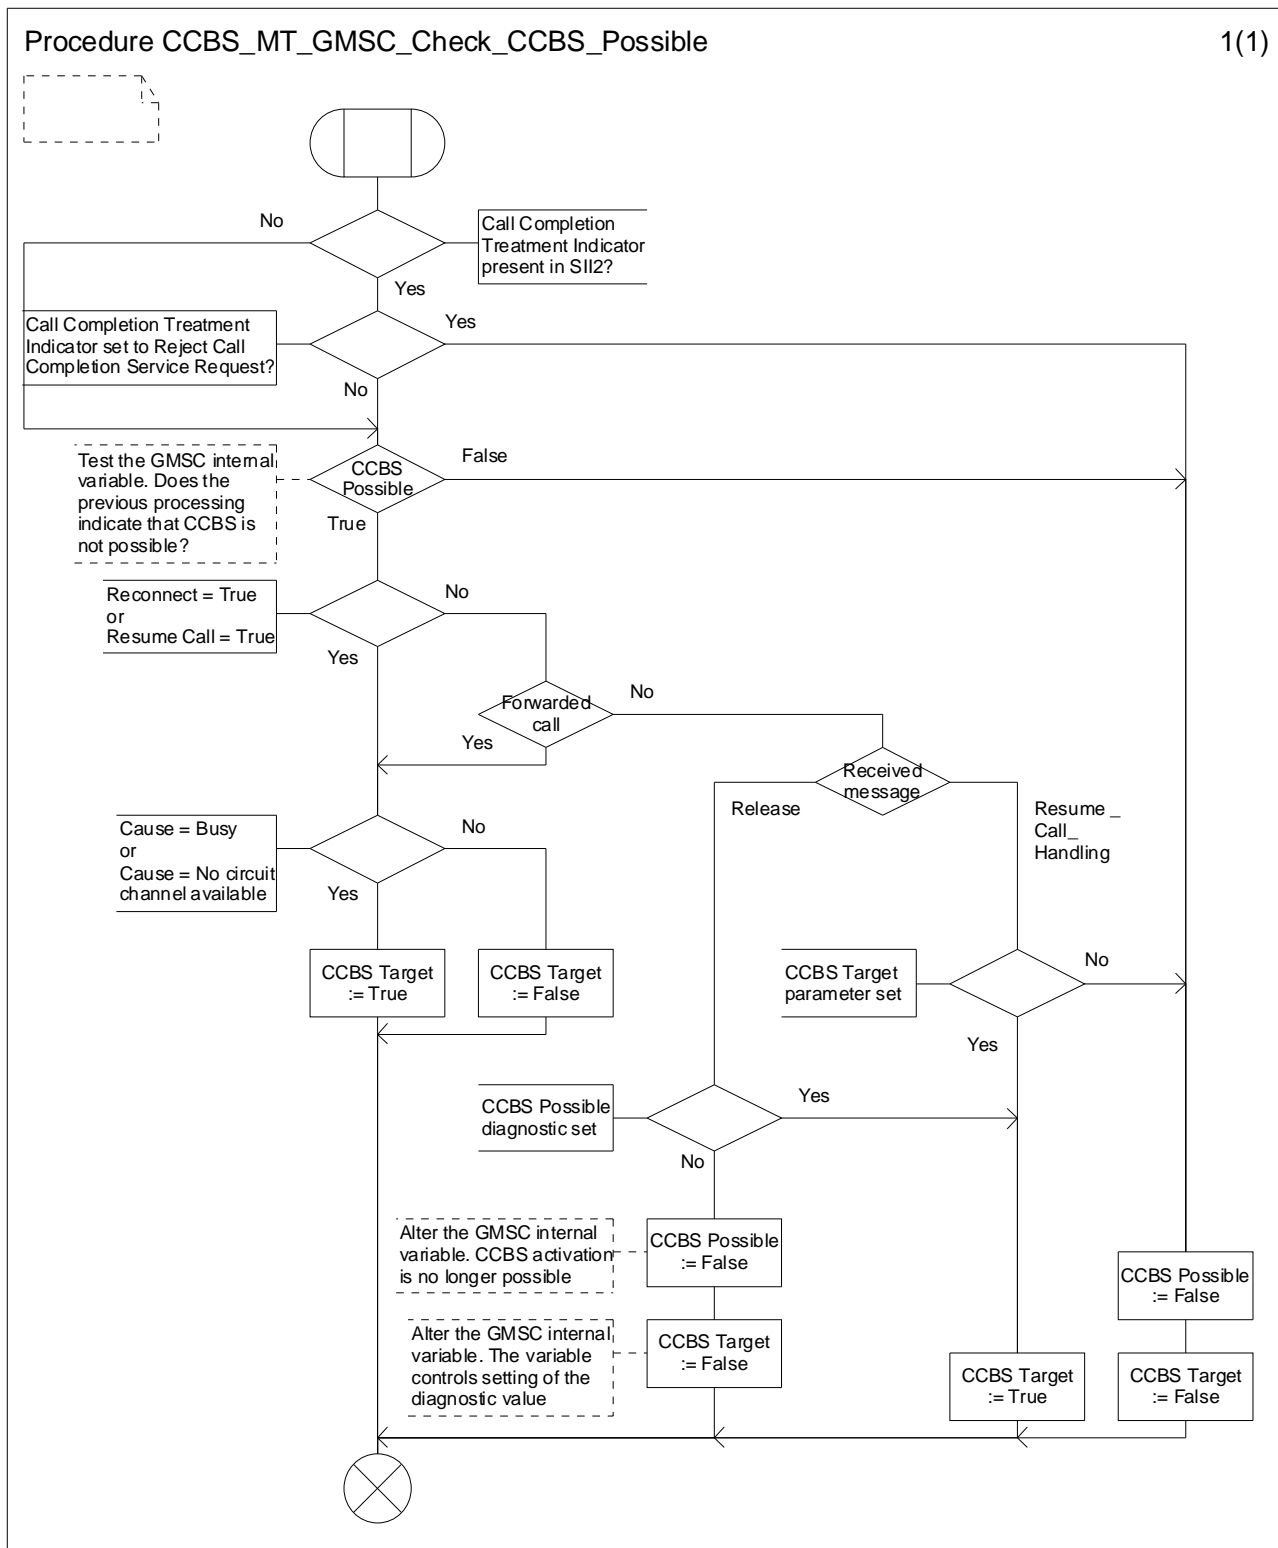 Procedure CCBS_MT_GMSC_Check_CCBS_Possible
1(1)
No
Call Completion
Treatment Indicator
present in SII2?
Yes
Call Completion Treatment
Indicator set to Reject Call
Completion Service Request?
Yes
No
Test the GMSC internal
variable. Does the
previous processing
indicate that CCBS is
not possible?
CCBS
Possible
False
True
Reconnect = True
or
Resume Call = True
No
Yes
Forwarded
call
No
Yes
Received
message
Release
Resume _
Call_
Handling
Cause = Busy
or
Cause = No circuit
channel available
No
Yes
CCBS Target
:= True
CCBS Target
:= False
CCBS Target
parameter set
No
Yes
CCBS Possible
diagnostic set
Yes
No
Alter the GMSC internal
variable. CCBS activation
is no longer possible
CCBS Possible
:= False
CCBS Possible
:= False
Alter the GMSC internal
variable. The variable
controls setting of the
diagnostic value
CCBS Target
:= False
CCBS Target
:= True
CCBS Target
:= False